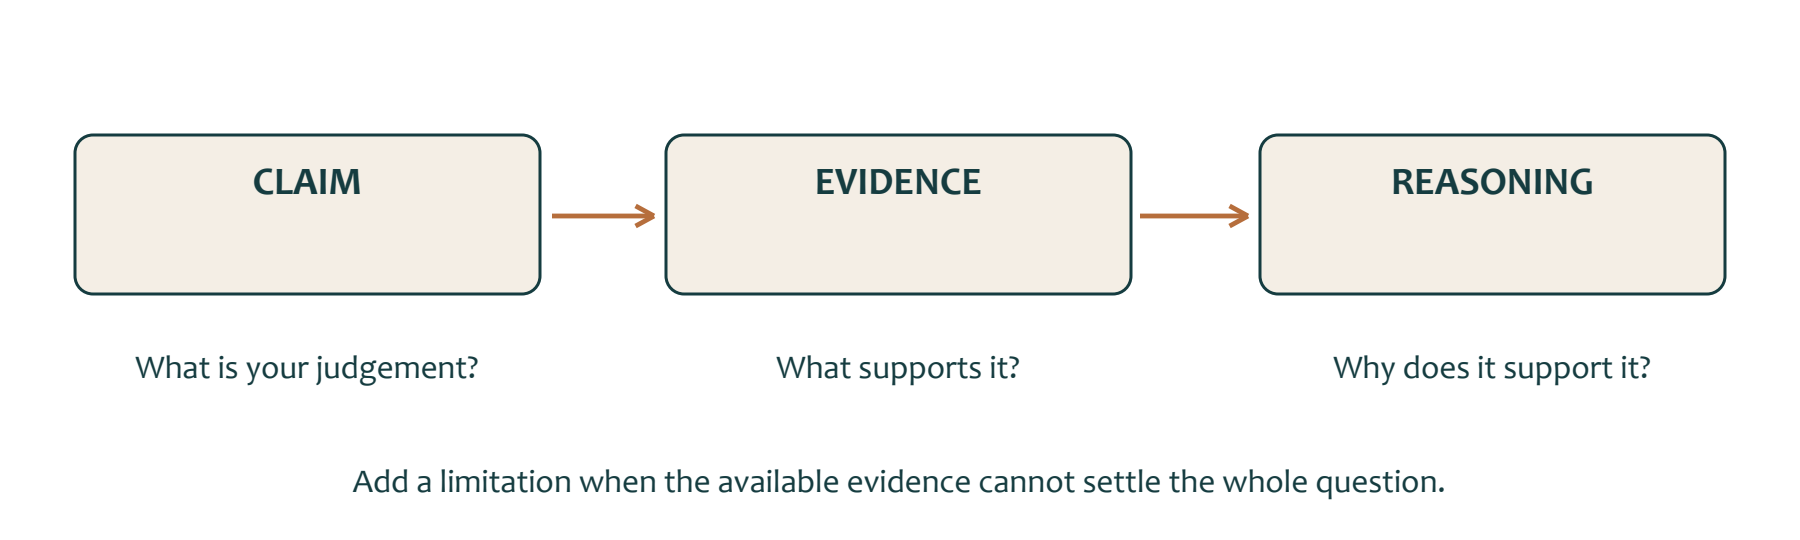 CLAIM
EVIDENCE
REASONING
What is your judgement?
What supports it?
Why does it support it?
Add a limitation when the available evidence cannot settle the whole question.